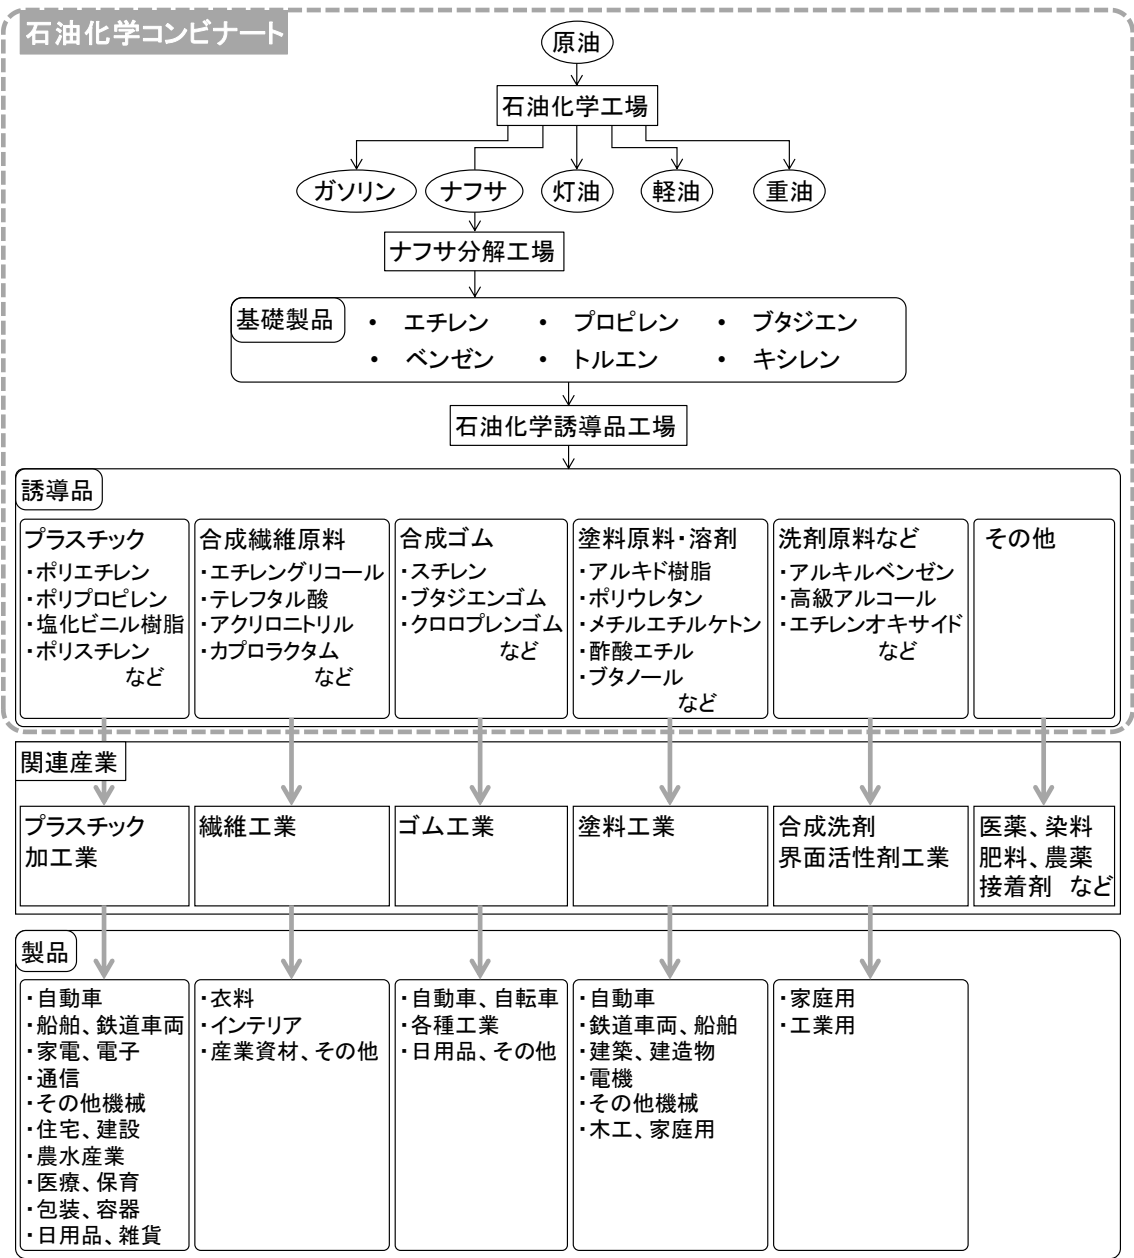 石油化学コンビナート
原油
石油化学工場
ガソリン
ナフサ
灯油
軽油
重油
ナフサ分解工場
基礎製品
・ エチレン ・ プロピレン ・ ブタジエン
・ ベンゼン ・ トルエン ・ キシレン
石油化学誘導品工場
誘導品
プラスチック
・ポリエチレン
・ポリプロピレン
・塩化ビニル樹脂
・ポリスチレン
など
合成繊維原料
・エチレングリコール
・テレフタル酸
・アクリロニトリル
・カプロラクタム
など
合成ゴム
・スチレン
・ブタジエンゴム
・クロロプレンゴム
など
塗料原料・溶剤
・アルキド樹脂
・ポリウレタン
・メチルエチルケトン
・酢酸エチル
・ブタノール
など
洗剤原料など
・アルキルベンゼン
・高級アルコール
・エチレンオキサイド
など
その他
関連産業
プラスチック
加工業
繊維工業
ゴム工業
塗料工業
合成洗剤
界面活性剤工業
医薬、染料
肥料、農薬
接着剤 など
製品
・自動車
・船舶、鉄道車両
・家電、電子
・通信
・その他機械
・住宅、建設
・農水産業
・医療、保育
・包装、容器
・日用品、雑貨
・衣料
・インテリア
・産業資材、その他
・自動車、自転車
・各種工業
・日用品、その他
・自動車
・鉄道車両、船舶
・建築、建造物
・電機
・その他機械
・木工、家庭用
・家庭用
・工業用